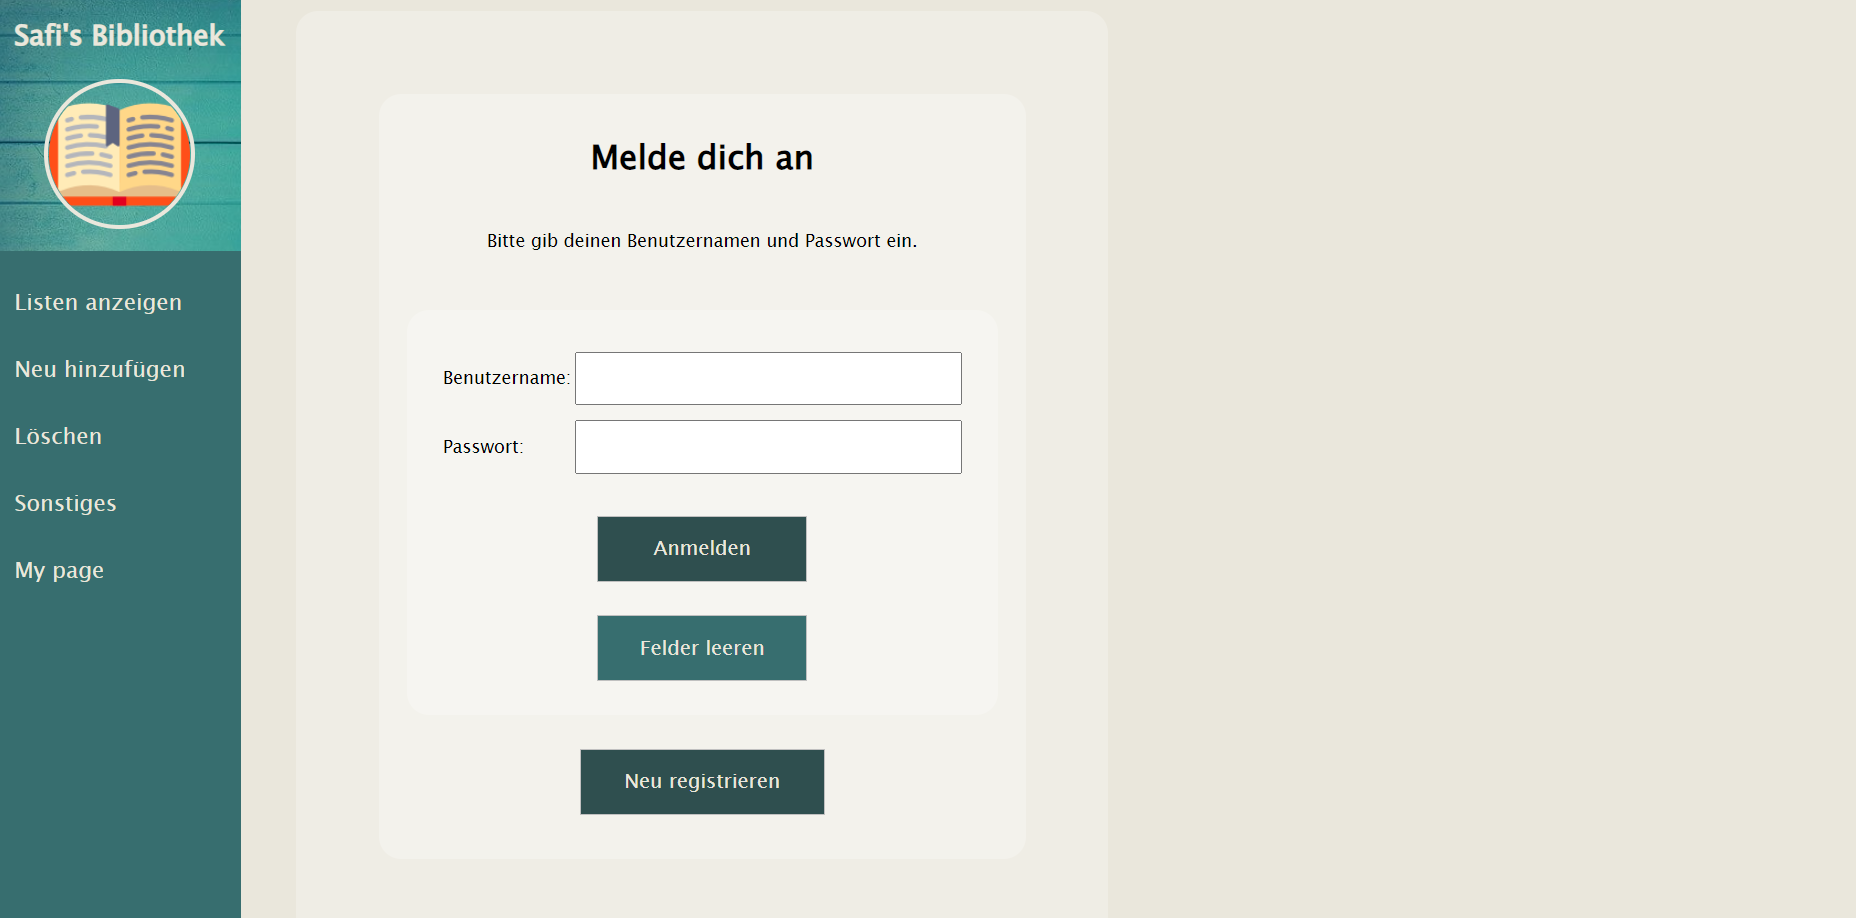 Safi's Bibliothek
Listen anzeigen
Neu hinzufügen
Löschen
Sonstiges
My page
Melde dich an
Bitte gib deinen Benutzernamen und Passwort ein.
Benutzername:
Passwort:
Anmelden
Felder leeren
Neu registrieren